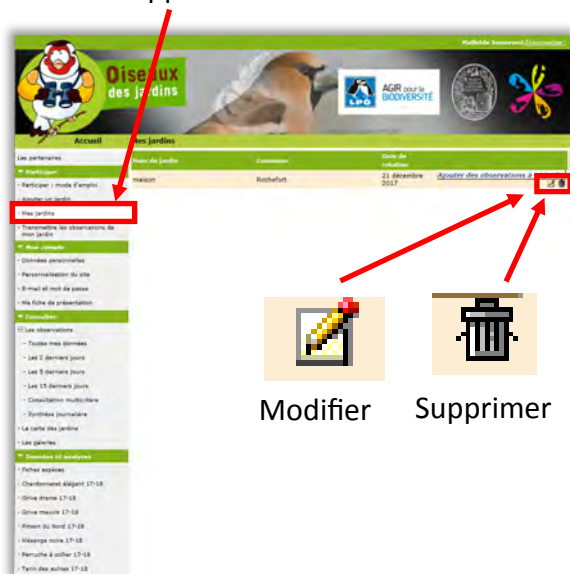 Oiseaux
des jardins
LPO
AGIR pour la
BIODIVERSITÉ
Accueil
Mes jardins
Les partenaires
Participer
Nom du jardin
Commune
Date de
création
Participer : mode d'emploi
maison
Rochefort
21 décembre
2017
Ajouter des observations à
Ajouter un jardin
Mes jardins
Transmettre les observations de
mon jardin
Mon compte
Données personnelles
Personnalisation du site
E-mail et mot de passe
Ma fiche de présentation
Consulter
Les observations
Toutes mes données
Les 2 derniers jours
Les 5 derniers jours
Les 15 derniers jours
Consultation multicritère
Synthèse journalière
La carte des jardins
Les galeries
Données et analyses
Fiches espèces
Chardonneret élégant 17-18
Grive draine 17-18
Grive mauvis 17-18
Pinson du Nord 17-18
Mésange noire 17-18
Perruche à collier 17-18
Tarin des aulnes 17-18
Modifier
Supprimer